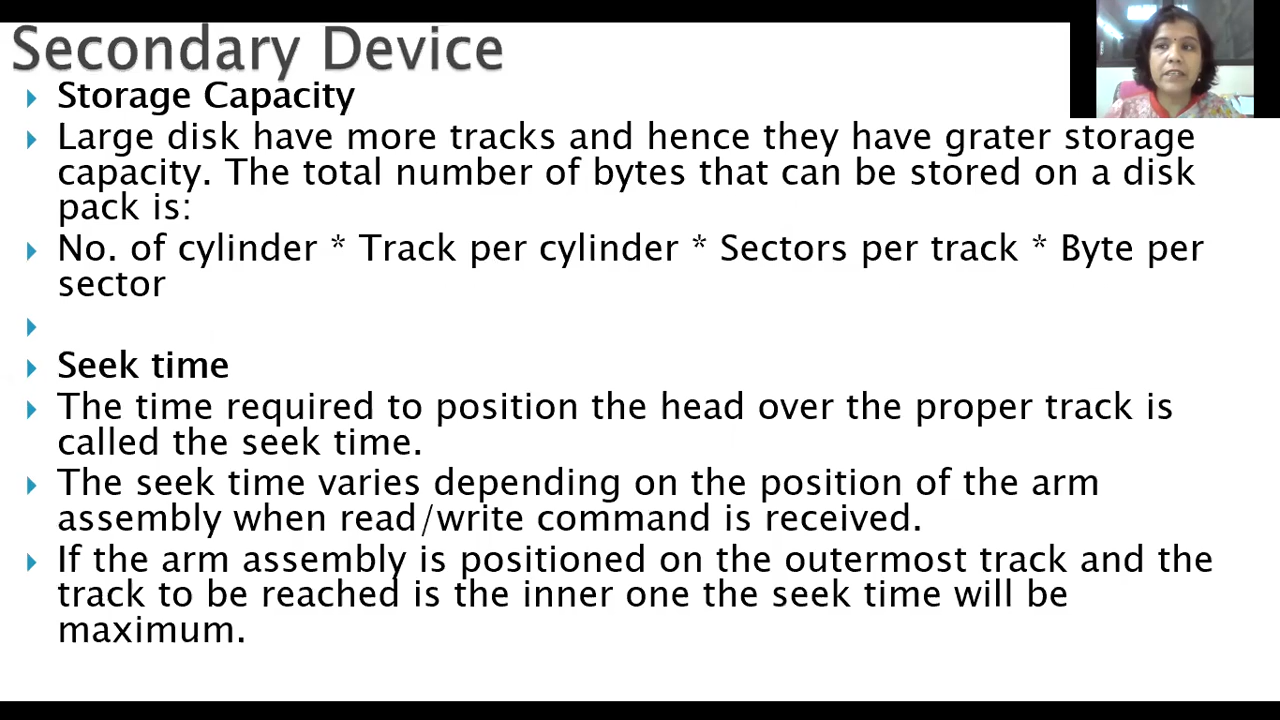 Secondary Device
Storage Capacity
Large disk have more tracks and hence they have grater storage
capacity. The total number of bytes that can be stored on a disk
pack is:
No. of cylinder * Track per cylinder * Sectors per track * Byte per
sector
Seek time
The time required to position the head over the proper track is
called the seek time.
The seek time varies depending on the position of the arm
assembly when read/write command is received.
If the arm assembly is positioned on the outermost track and the
track to be reached is the inner one the seek time will be
maximum.